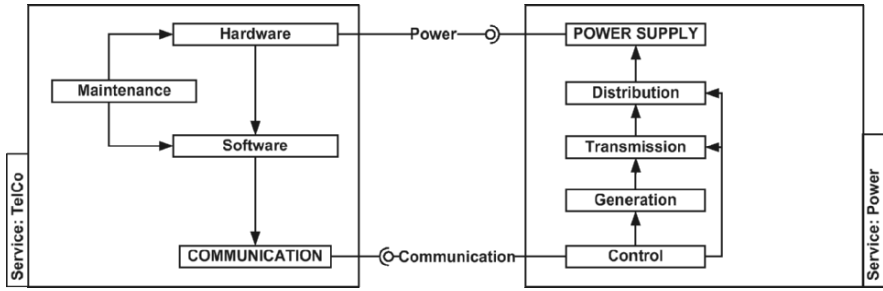 Hardware
Power
POWER SUPPLY
Maintenance
Distribution
Software
Transmission
Generation
COMMUNICATION
Communication
Control
Service: TelCo
Service: Power